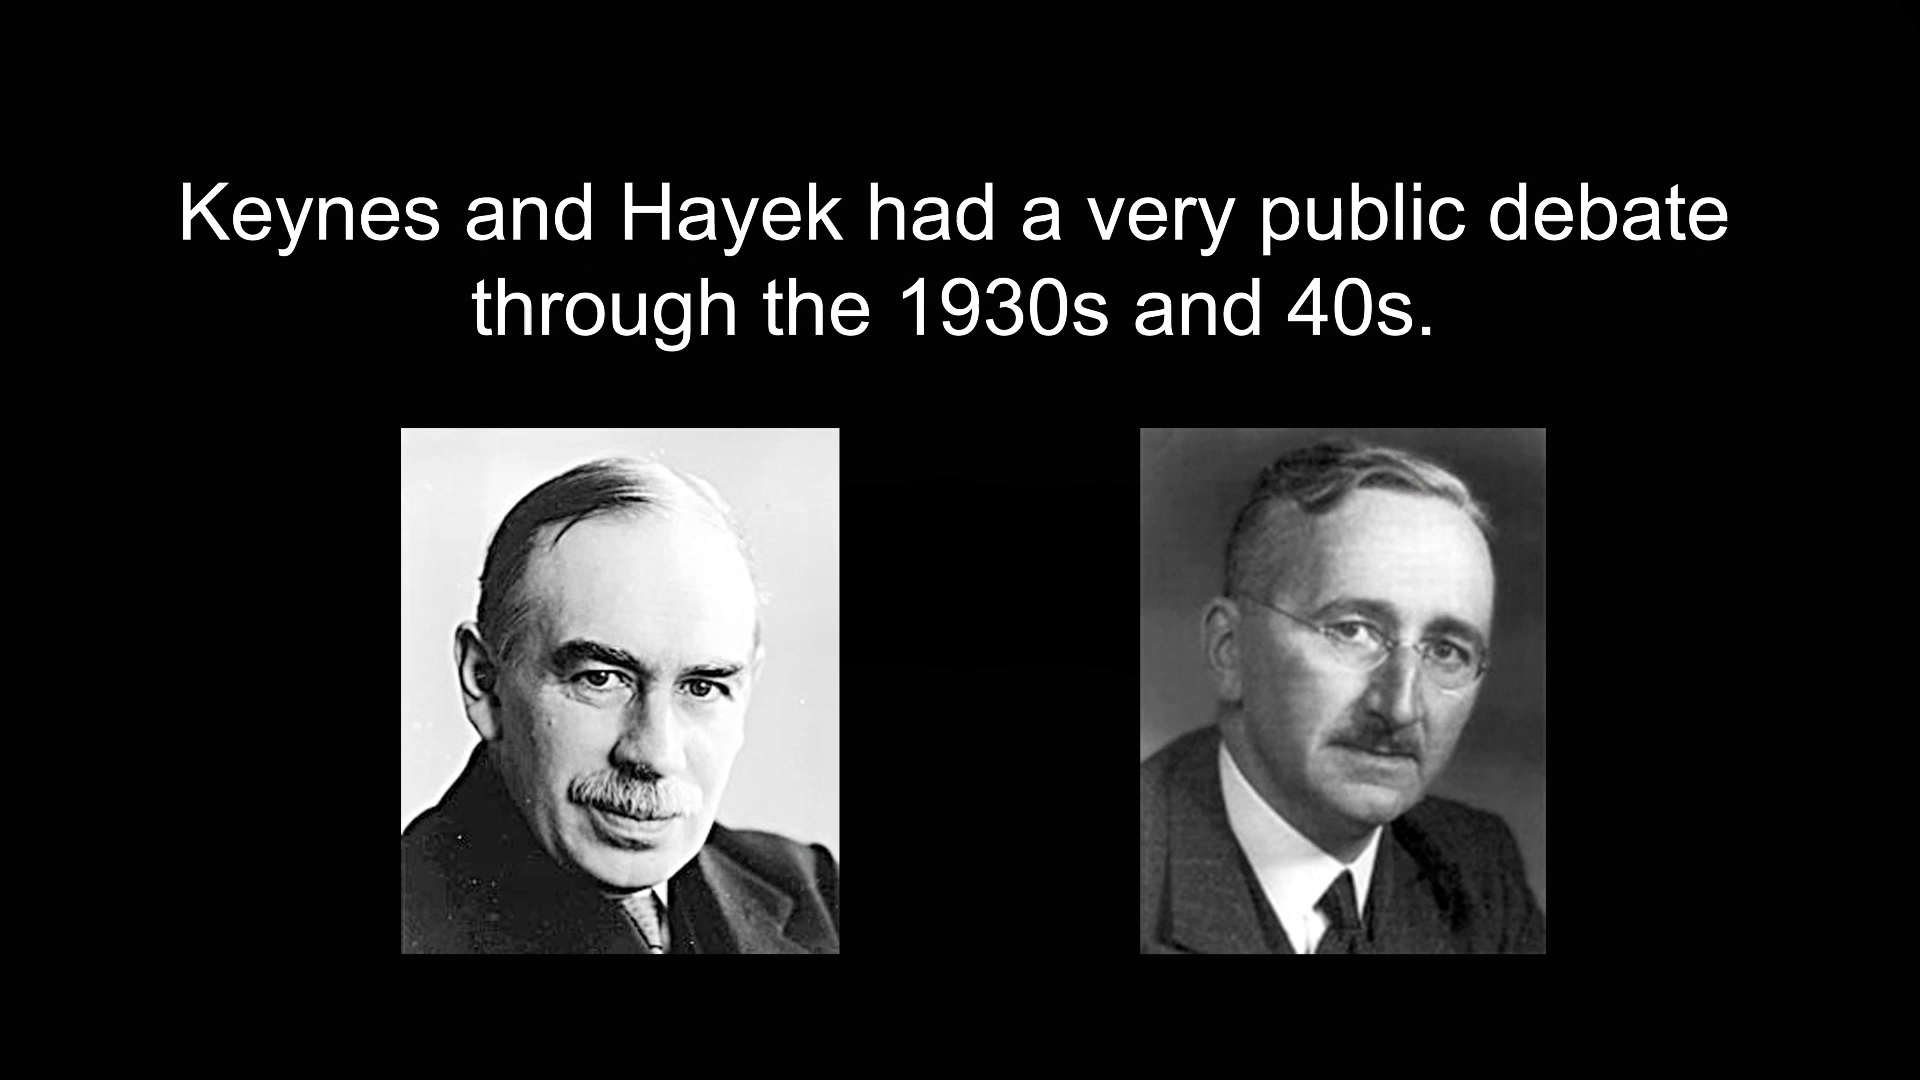 Keynes and Hayek had a very public debate
through the 1930s and 40s.